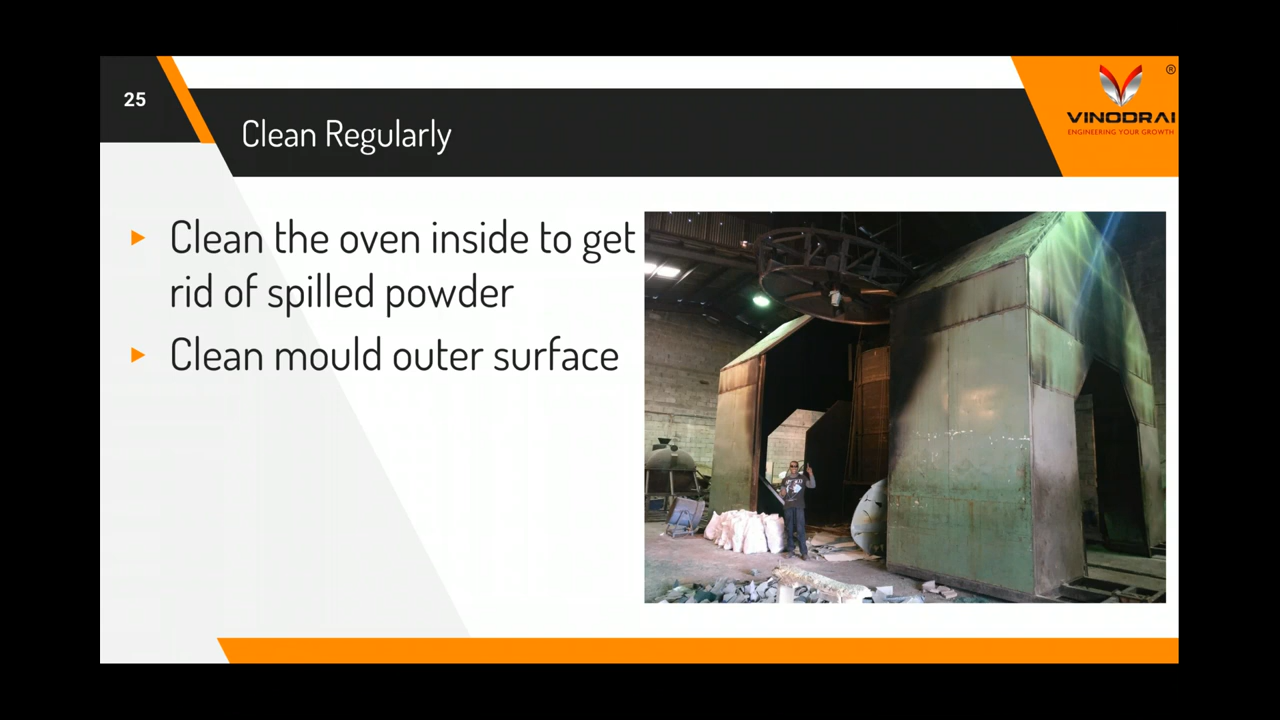 25
Clean Regularly
®
VINODRAI
ENGINEERING YOUR GROWTH
Clean the oven inside to get
rid of spilled powder
Clean mould outer surface